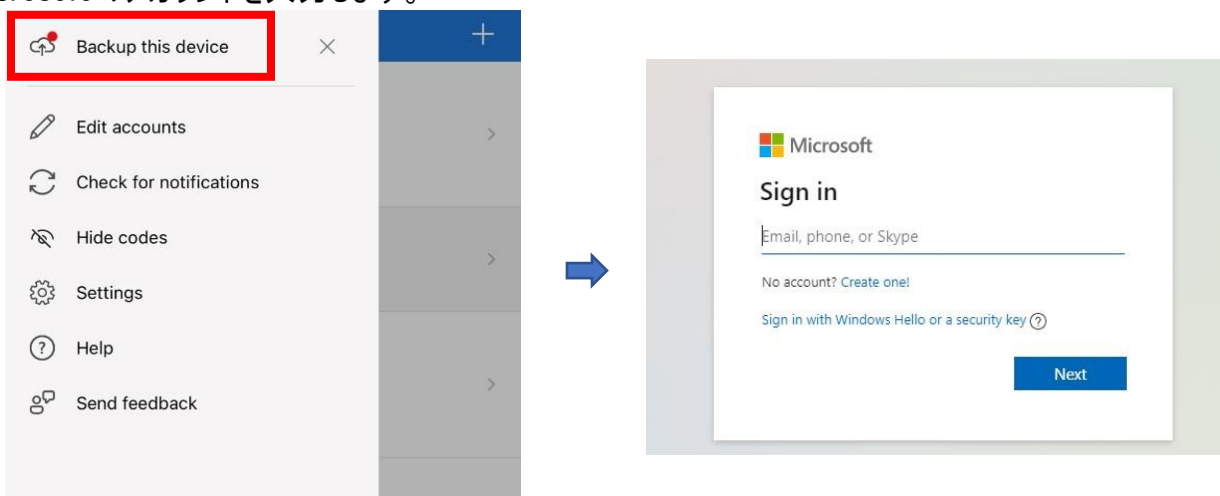 Backup this device
Edit accounts
Check for notifications
Hide codes
Settings
Help
Send feedback
Microsoft
Sign in
Email, phone, or Skype
No account? Create one!
Sign in with Windows Hello or a security key
Next